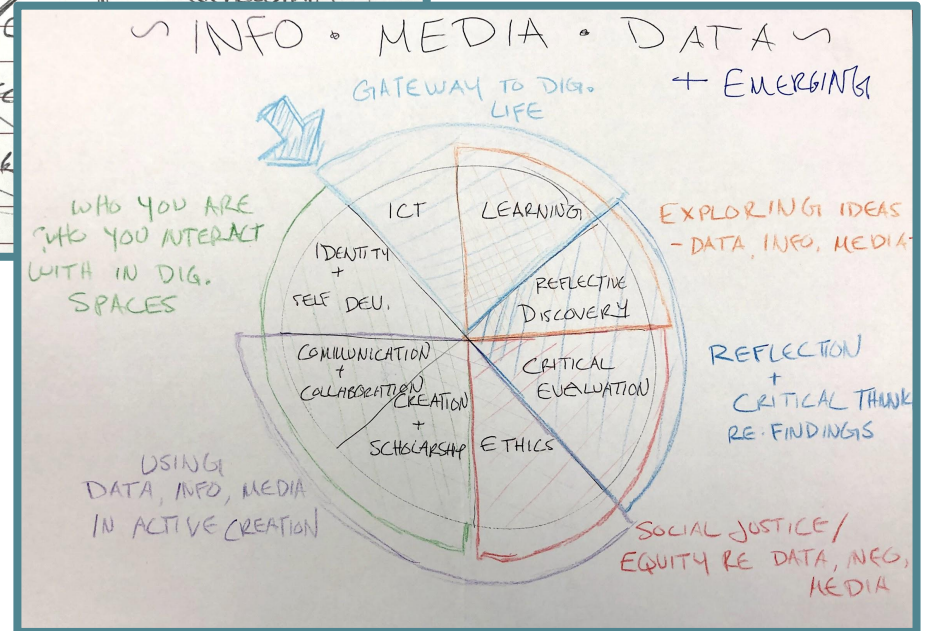 ~ INFO • MEDIA • DATA ~
+ EMERGING
GATEWAY TO DIG.
LIFE
WHO YOU ARE
WHO YOU INTERACT
WITH IN DIG.
SPACES
ICT
LEARNING
EXPLORING IDEAS
- DATA, INFO, MEDIA-
IDENTITY
+
SELF DEV.
REFLECTIVE
DISCOVERY
COMMUNICATION
+
COLLABORATION
CREATION
+
SCHOLARSHIP
CRITICAL
EVALUATION
ETHICS
REFLECTION
+
CRITICAL THINK
RE. FINDINGS
USING
DATA, INFO, MEDIA
IN ACTIVE CREATION
SOCIAL JUSTICE/
EQUITY RE DATA,
MEDIA